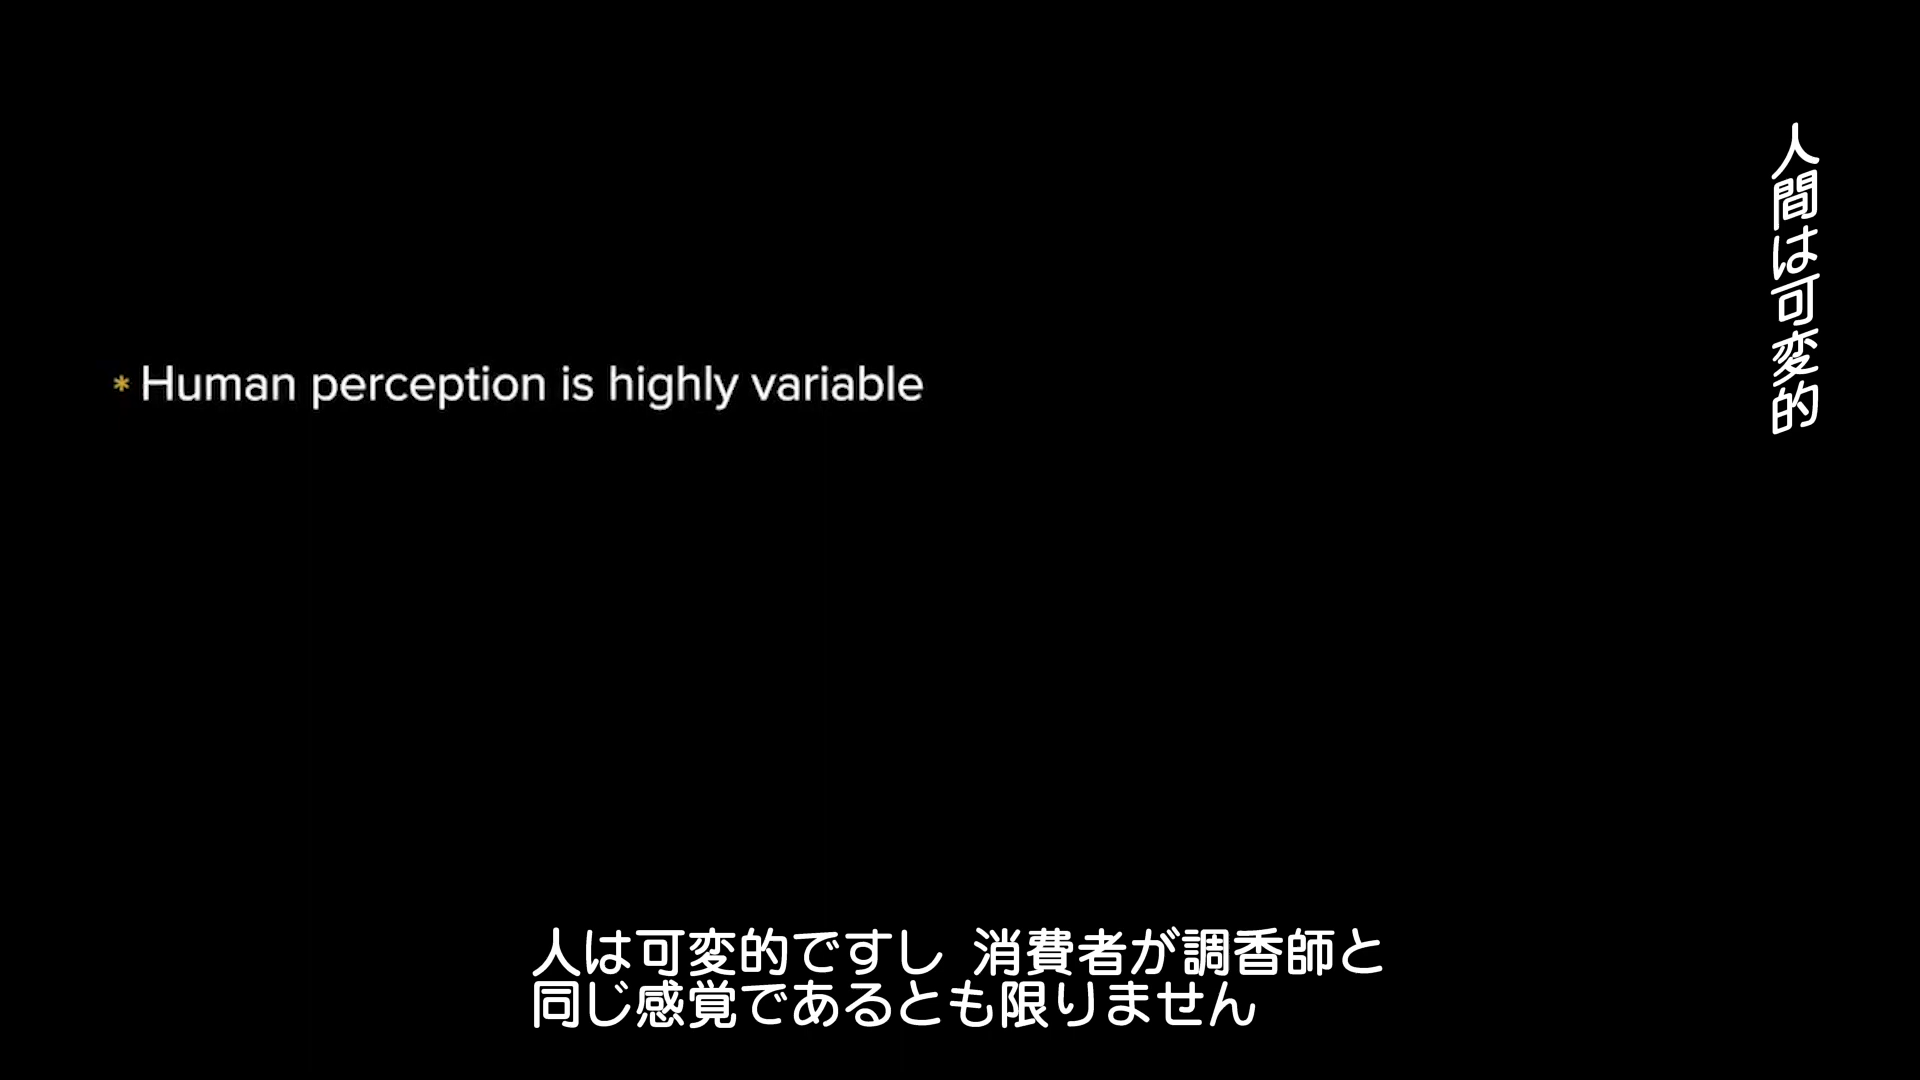 * Human perception is highly variable
人間は可変的
人は可変的ですし 消費者が調香師と
同じ感覚であるとも限りません